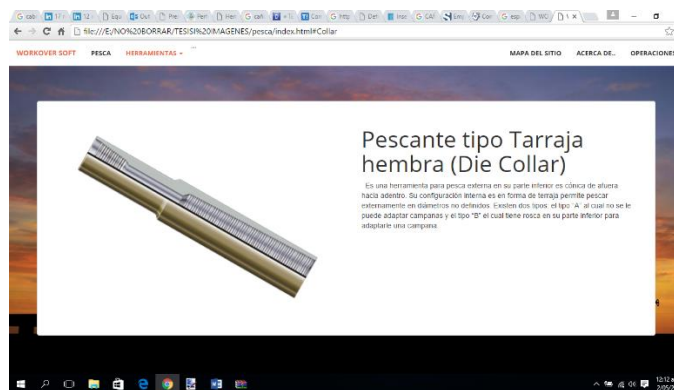 file:///E:/NO%20BORRAR/TESISI%20IMAGENES/pesca/index.html#Collar
WORKOVER SOFT PESCA HERRAMIENTAS MAPA DEL SITIO ACERCA DE.. OPERACIONES
Pescante tipo Tarraja
hembra (Die Collar)
Es una herramienta para pesca externa en su parte inferior es cónica de afuera
hacia adentro. Su configuración interna es en forma de terraja permite pescar
externamente en diámetros no definidos. Existen dos tipos: el tipo "A" al cual no se le
puede adaptar campanas y el tipo "B" el cual tiene rosca en su parte inferior para
adaptarle una campana.
12:12